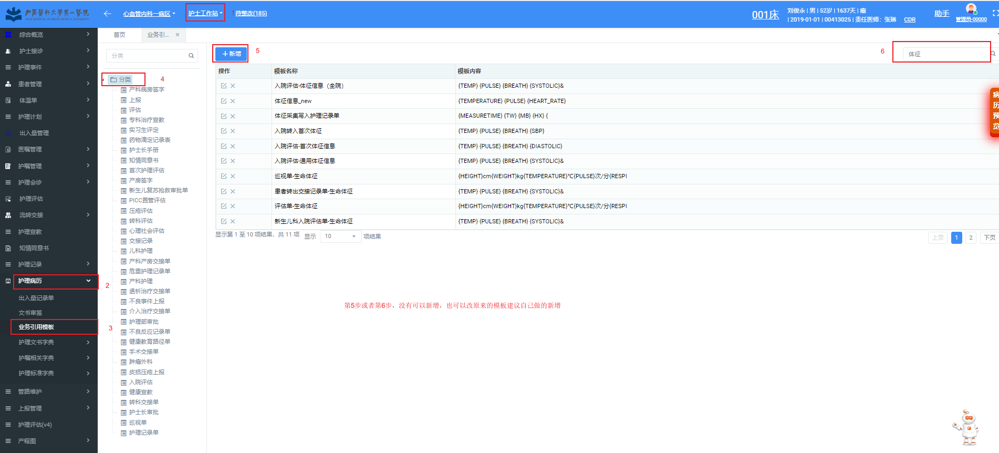 山西醫科大學第一醫院
FIRST HOSPITAL OF SHANXI MEDICAL UNIVERSITY
心血管内科一病区
护士工作站
1
待整改(185)
001床
刘俊永 | 男 | 52岁 | 1637天 | 瘤
| 2019-01-01 | 00413025 | 责任医师：张琳
CDR
助手
管理员-00000
综合概览
护士接诊
护理事件
患者管理
体温单
护理计划
出入量管理
医嘱管理
护嘱管理
护理会诊
护理评估
流转交接
护理宣教
知情同意书
护理记录
护理病历
2
出入量记录单
文书审签
业务引用模板
3
护理文书字典
护嘱相关字典
护理标准字典
管路维护
上报管理
护理评估(v4)
产程图
首页
业务引...
分类
分类
4
产科病房签字
上报
评估
专科治疗宣教
实习生评定
药物滴定记录表
护士长手册
知情同意书
首次护理评估
产房签字
新生儿复苏抢救审批单
PICC置管评估
压疮评估
转科评估
心理社会评估
交接记录
儿科护理
产科产房交接单
危重护理记录单
产科护理
透析治疗交接单
不良事件上报
介入治疗交接单
护理部审批
不良反应记录单
健康教育路径单
手术交接单
肿瘤外科
皮损压疮上报
入院评估
健康宣教
转科交接单
护士长审批
巡视单
护理记录单
新增
5
6
体征
操作 模板名称 模板内容
入院评估-体征信息（全院） {TEMP} {PULSE} {BREATH} {SYSTOLIC}&
体征信息_new {TEMPERATURE} {PULSE} {HEART_RATE}
体征采集写入护理记录单 {MEASURETIME} {TW} {MB} {HX} {
入院转入首次体征 {TEMP} {PULSE} {BREATH} {SBP}
入院评估-首次体征信息 {TEMP} {PULSE} {BREATH} {DIASTOLIC}
入院评估-通用体征信息 {TEMP} {PULSE} {BREATH} {SYSTOLIC}&
巡视单-生命体征 {HEIGHT}cm{WEIGHT}kg{TEMPERATURE}℃{PULSE}次/分{RESPI
患者转出交接记录单-生命体征 {TEMP} {PULSE} {BREATH} {SYSTOLIC}&
评估单-生命体征 {HEIGHT}cm{WEIGHT}kg{TEMPERATURE}℃{PULSE}次/分{RESPI
新生儿科入院评估单-生命体征 {TEMP} {PULSE} {BREATH} {SYSTOLIC}&
显示第 1 至 10 项结果，共 11 项 显示 10 项结果
上页 1 2 下页
第5步或者第6步，没有可以新增，也可以改原来的模板建议自己做的新增
病
历
预
览